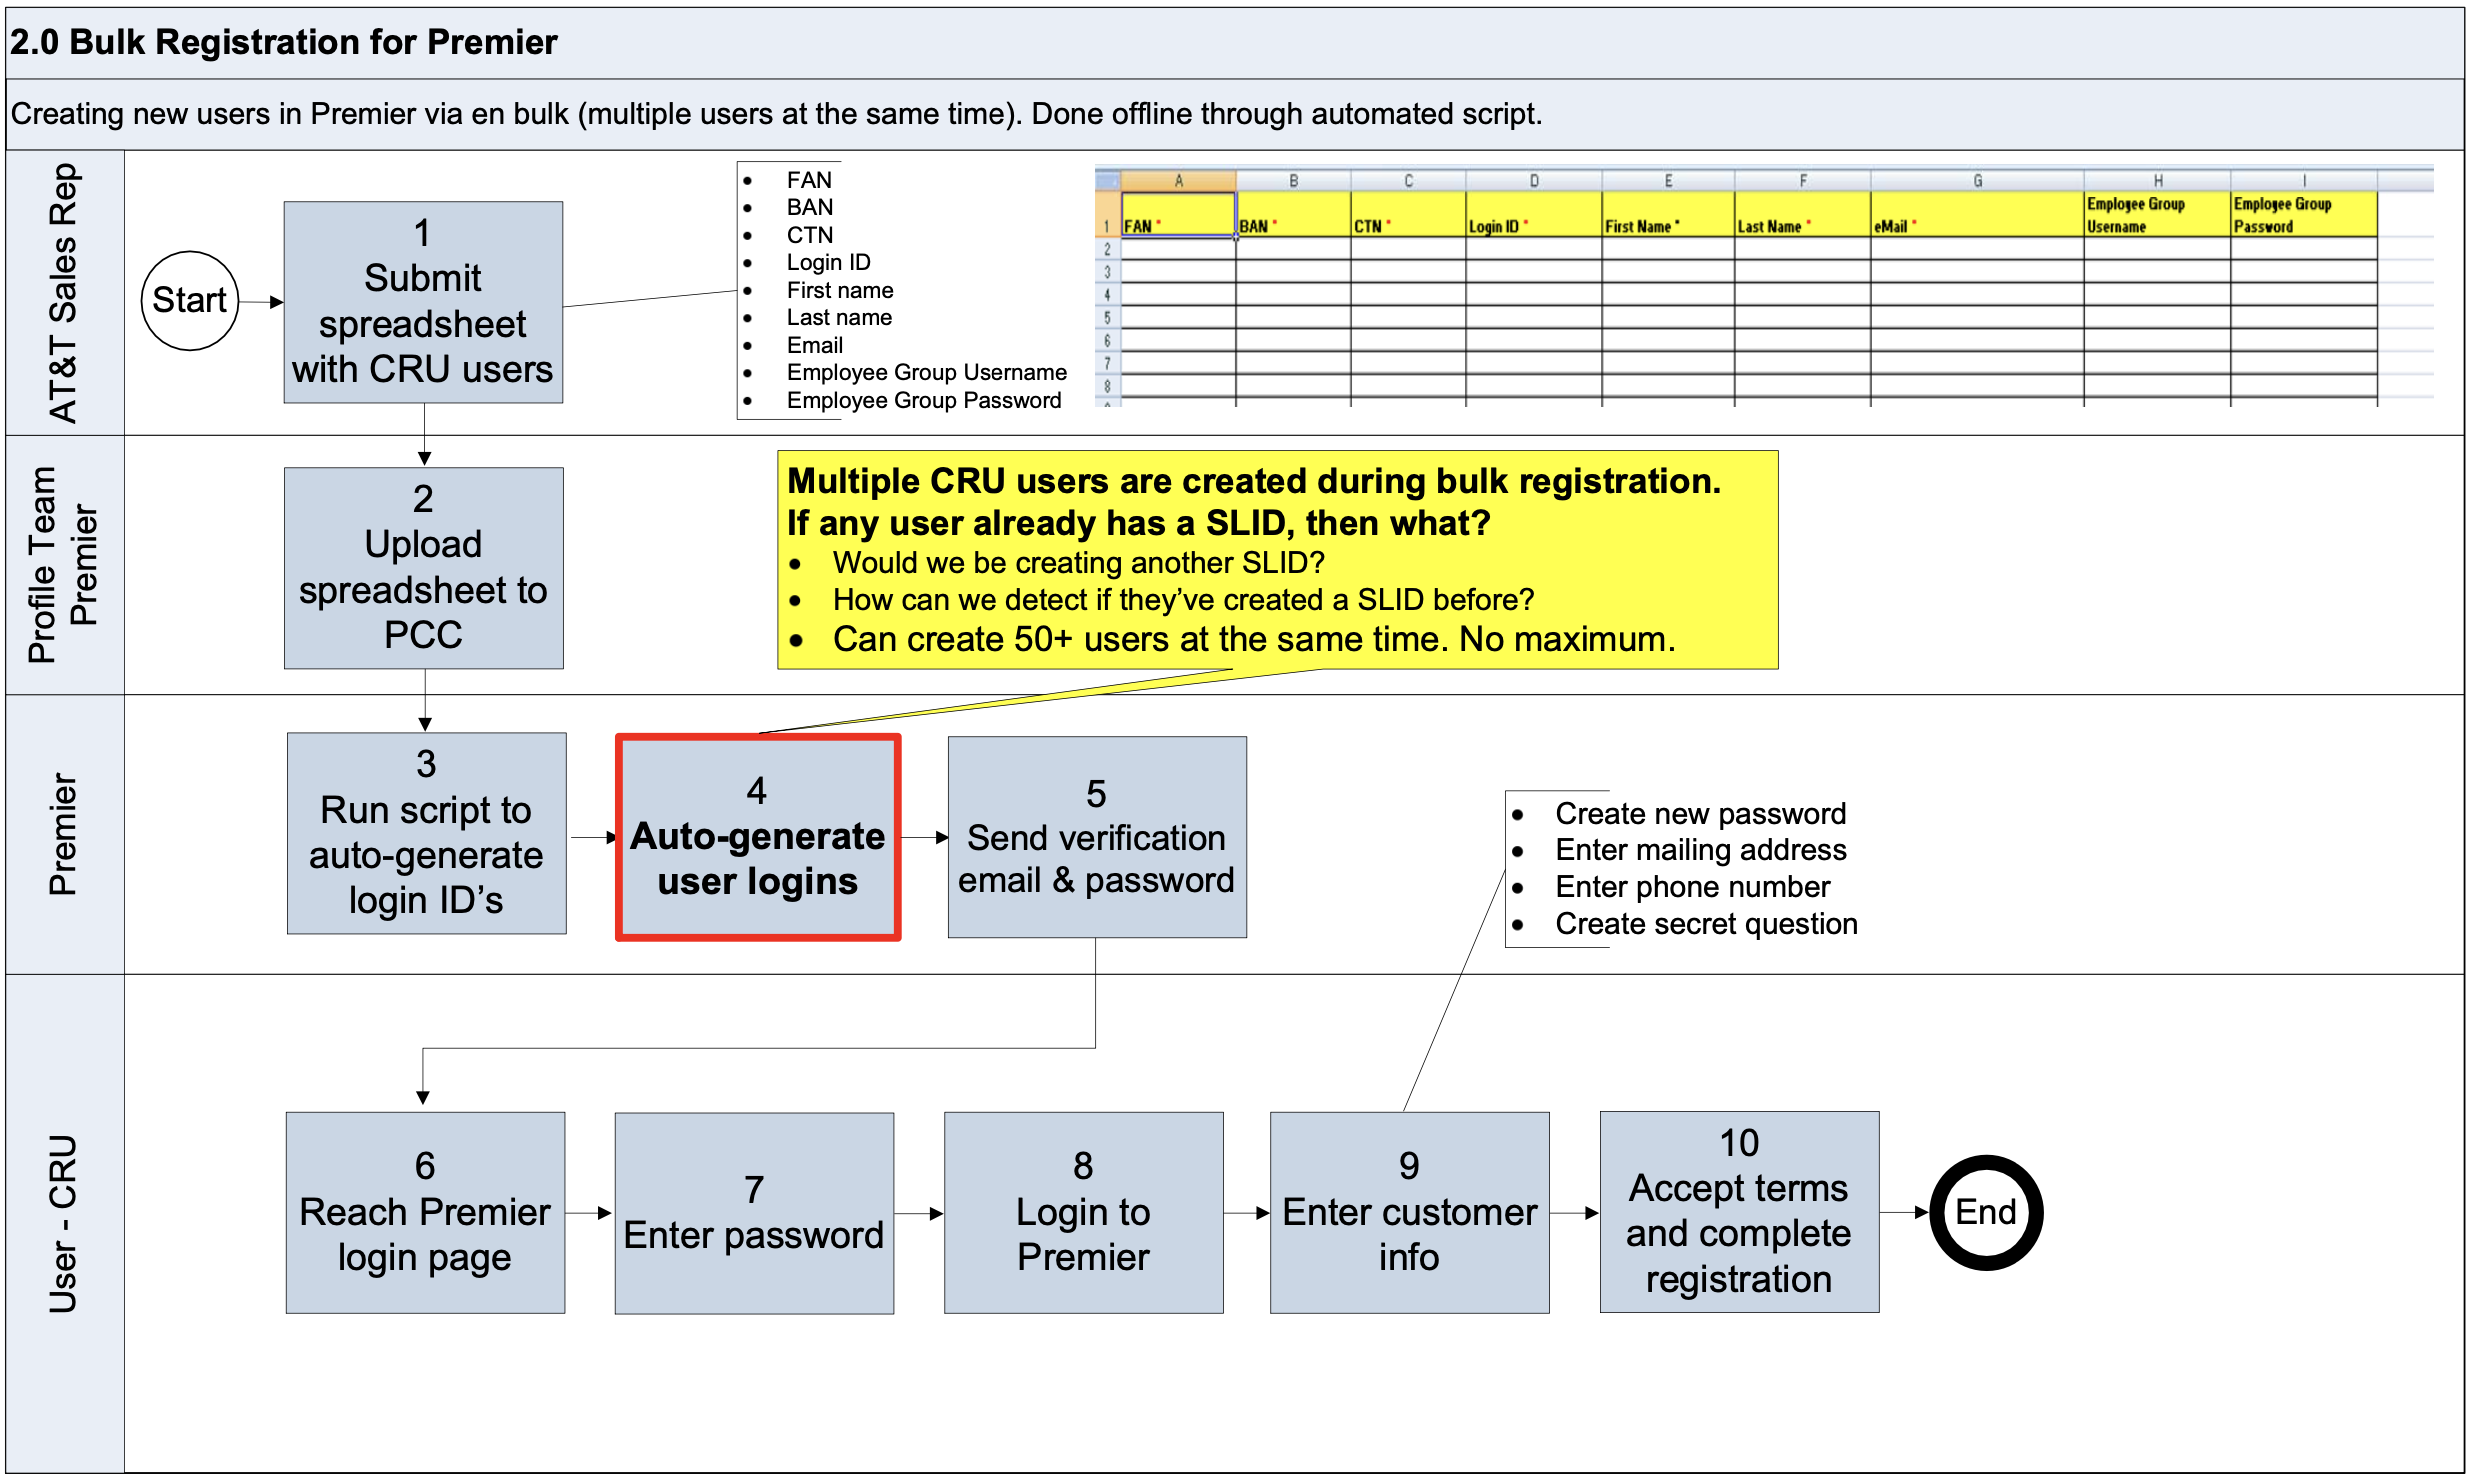 2.0 Bulk Registration for Premier
Creating new users in Premier via en bulk (multiple users at the same time). Done offline through automated script.
AT&T Sales Rep
Start
1
Submit
spreadsheet
with CRU users
• FAN
• BAN
• CTN
• Login ID
• First name
• Last name
• Email
• Employee Group Username
• Employee Group Password
A B C D E F G H I
1 FAN * BAN * CTN * Login ID * First Name * Last Name * eMail * Employee Group Username Employee Group Password
2
3
4
5
6
7
8
Profile Team
Premier
2
Upload
spreadsheet to
PCC
Multiple CRU users are created during bulk registration.
If any user already has a SLID, then what?
• Would we be creating another SLID?
• How can we detect if they’ve created a SLID before?
• Can create 50+ users at the same time. No maximum.
Premier
3
Run script to
auto-generate
login ID’s
4
Auto-generate
user logins
5
Send verification
email & password
• Create new password
• Enter mailing address
• Enter phone number
• Create secret question
User - CRU
6
Reach Premier
login page
7
Enter password
8
Login to
Premier
9
Enter customer
info
10
Accept terms
and complete
registration
End